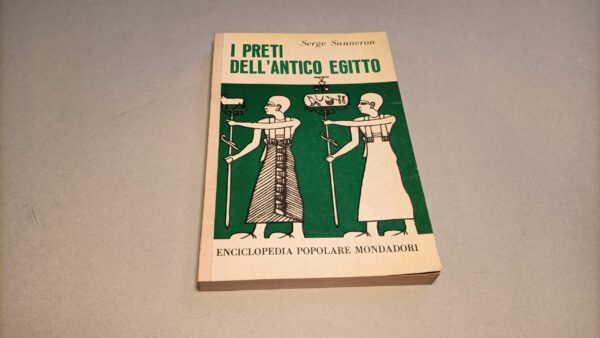 Serge Sauneron
I PRETI
DELL'ANTICO EGITTO
ENCICLOPEDIA POPOLARE MONDADORI